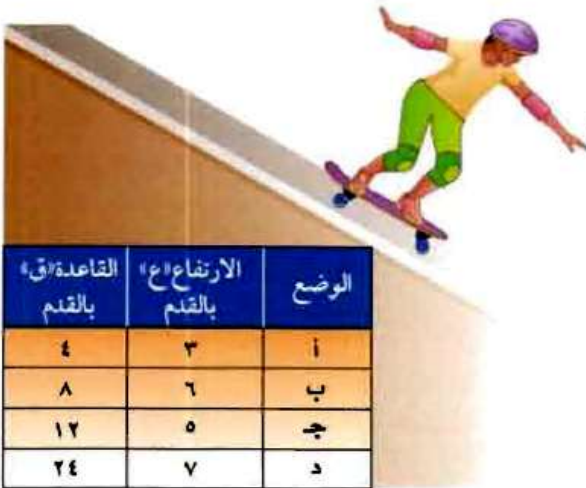 الوضع الارتفاع«ع» بالقدم القاعدة«ق» بالقدم
أ ٣ ٤
ب ٦ ٨
جـ ٥ ١٢
د ٧ ٢٤